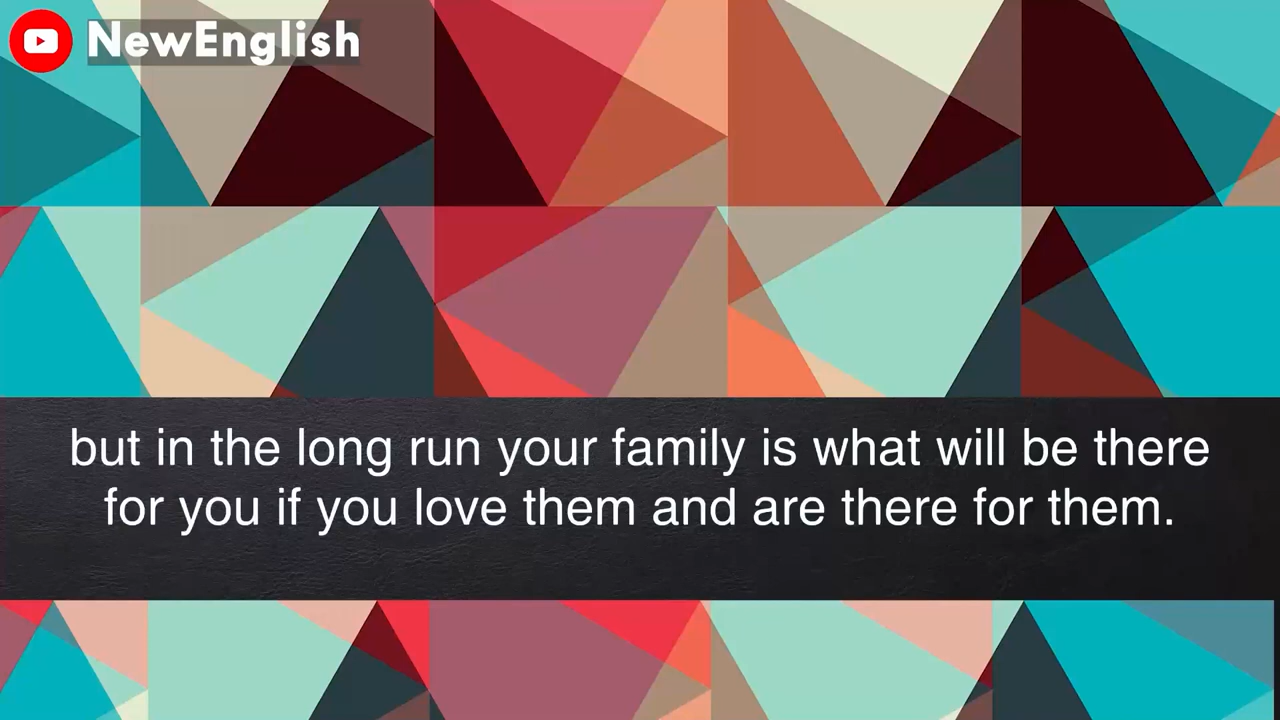 NewEnglish
but in the long run your family is what will be there
for you if you love them and are there for them.